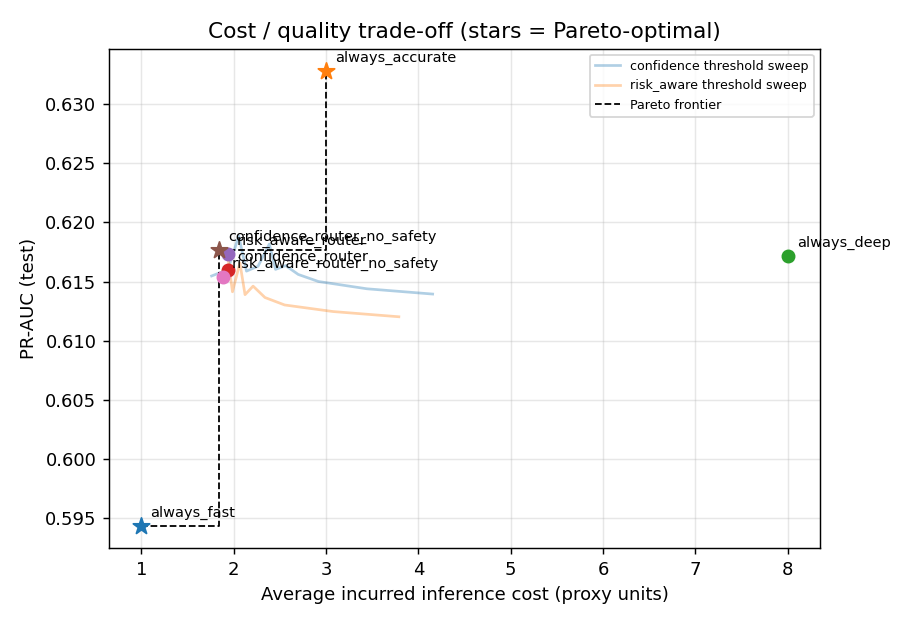 Cost / quality trade-off (stars = Pareto-optimal)
always_accurate
confidence threshold sweep
risk_aware threshold sweep
Pareto frontier
0.630
0.625
0.620
0.615
0.610
0.605
0.600
0.595
PR-AUC (test)
confidence_router_no_safety
risk_aware_router
confidence_router
risk_aware_router_no_safety
always_deep
always_fast
1 2 3 4 5 6 7 8
Average incurred inference cost (proxy units)